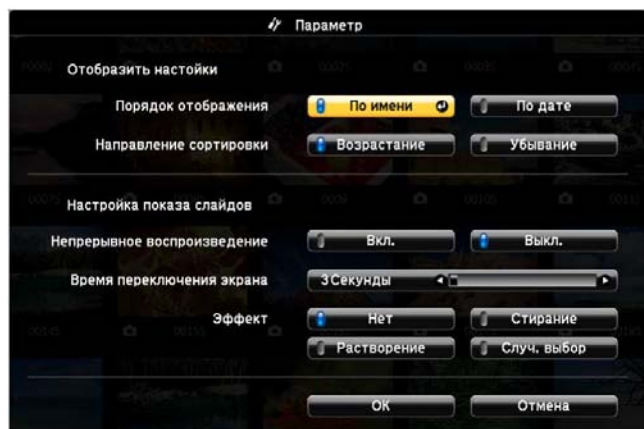 Параметр
Отобразить настойки
Порядок отображения По имени По дате
Направление сортировки Возрастание Убывание
Настройка показа слайдов
Непрерывное воспроизведение Вкл. Выкл.
Время переключения экрана 3Секунды
Эффект Нет Стирание
Растворение Случ. выбор
ОК Отмена